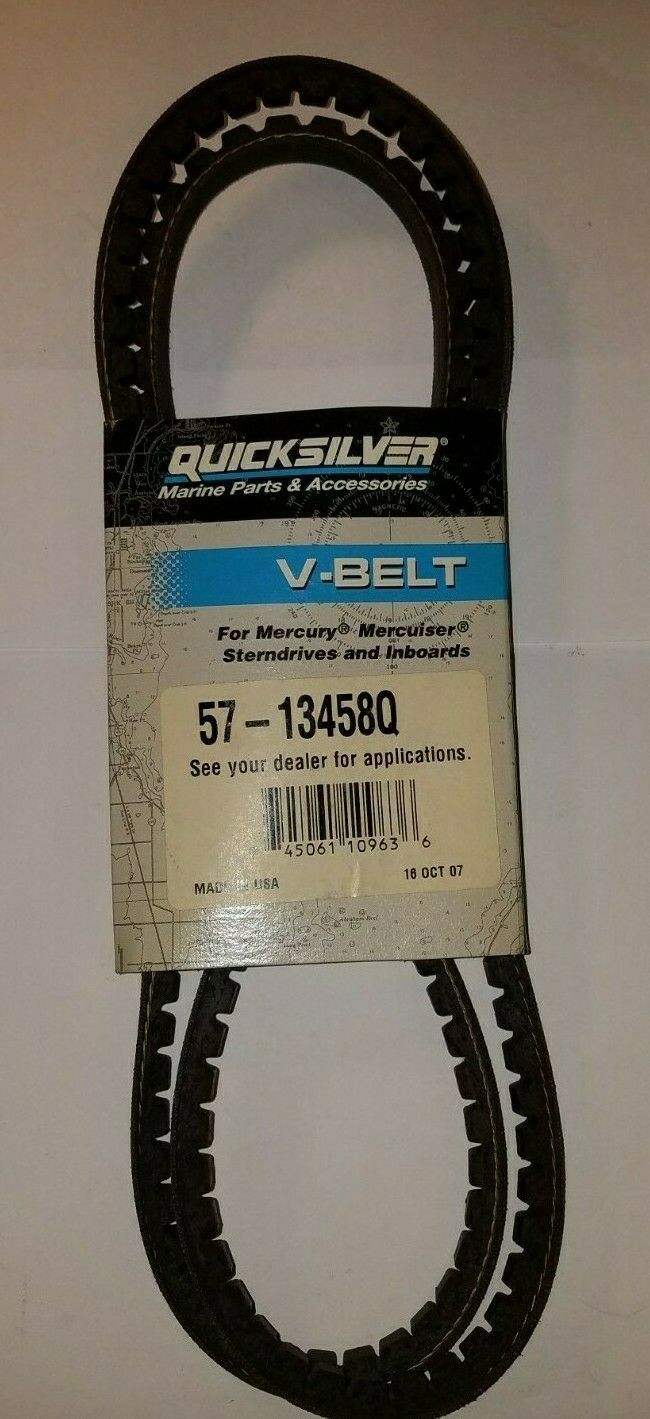 QUICKSILVER®
Marine Parts & Accessories
MAGNETIC
V-BELT
For Mercury® Mercuiser®
Sterndrives and Inboards
57-13458Q
See your dealer for applications.
45061 10963 6
MADE IN USA 16 OCT 07